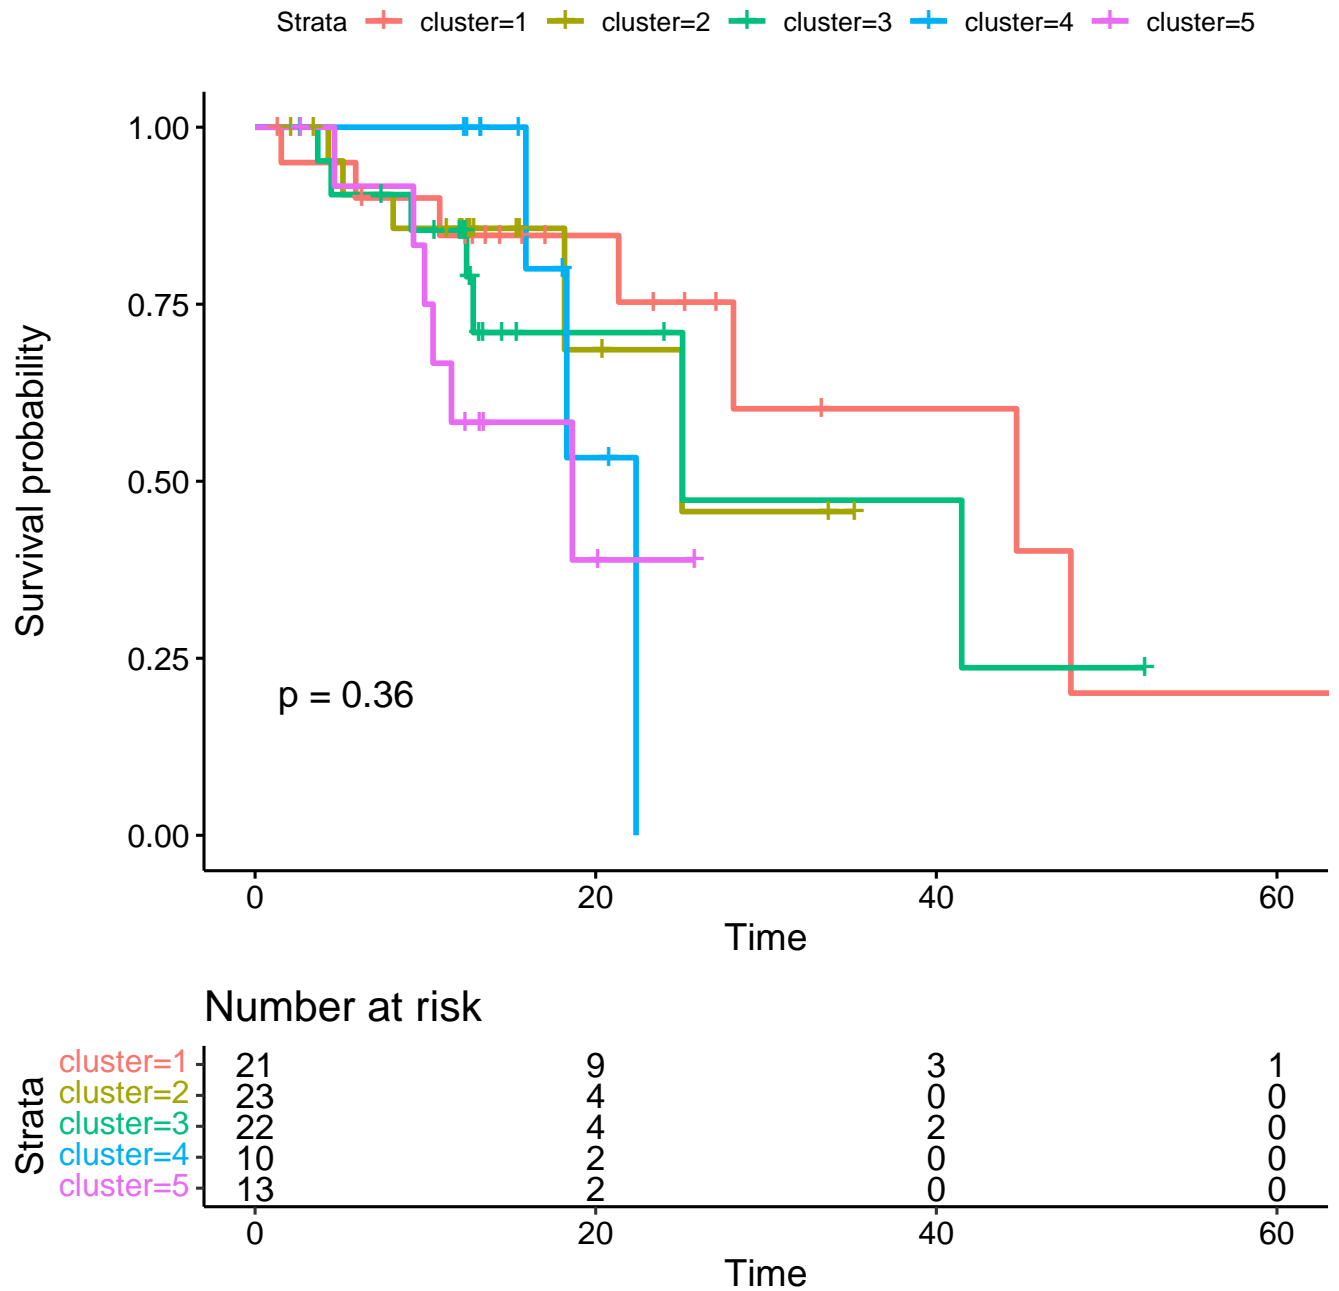 Strata cluster=1 cluster=2 cluster=3 cluster=4 cluster=5
Survival probability
1.00
0.75
0.50
0.25
0.00
p = 0.36
0 20 40 60
Time
Number at risk
Strata
cluster=1 21 9 3 1
cluster=2 23 4 0 0
cluster=3 22 4 2 0
cluster=4 10 2 0 0
cluster=5 13 2 0 0
0 20 40 60
Time